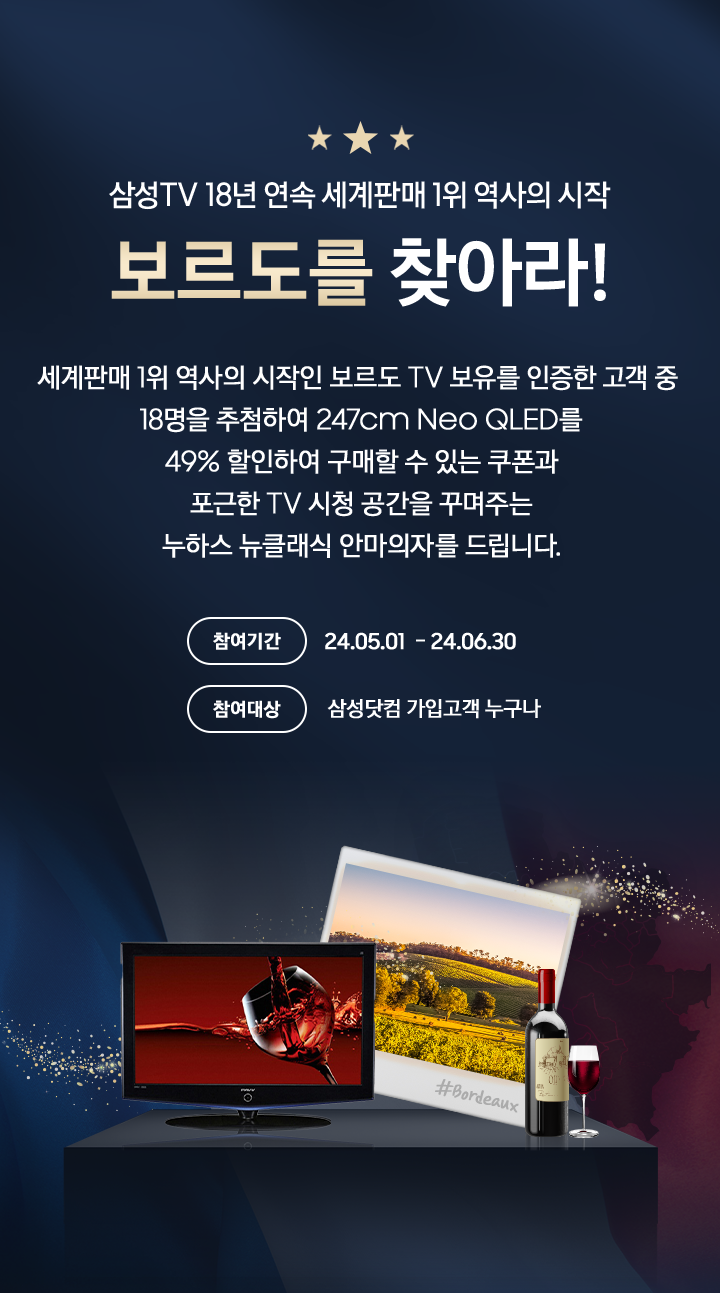 삼성TV 18년 연속 세계판매 1위 역사의 시작
보르도를 찾아라!
세계판매 1위 역사의 시작인 보르도 TV 보유를 인증한 고객 중
18명을 추첨하여 247cm Neo QLED를
49% 할인하여 구매할 수 있는 쿠폰과
포근한 TV 시청 공간을 꾸며주는
누하스 뉴클래식 안마의자를 드립니다.
참여기간 24.05.01 - 24.06.30
참여대상 삼성닷컴 가입고객 누구나
PAVV
#Bordeaux